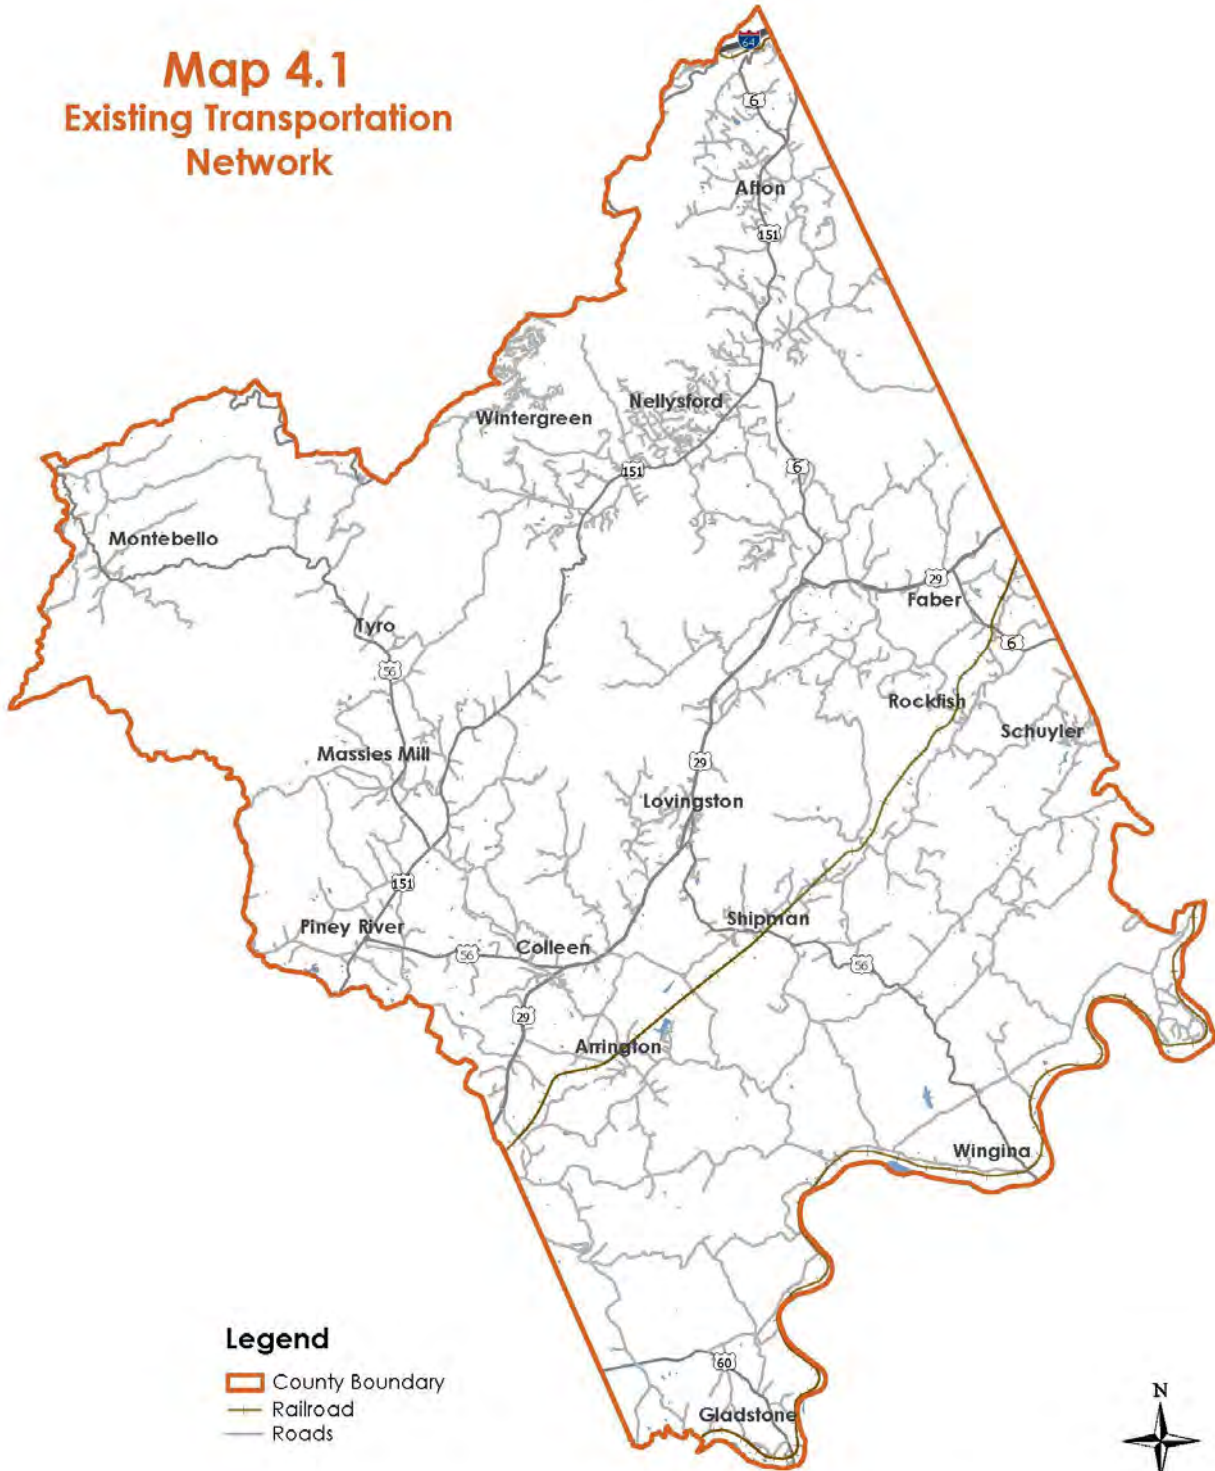 Map 4.1
Existing Transportation
Network
64
6
Afton
151
Nellysford
Wintergreen
151
6
Montebello
29
Faber
Tyro
6
56
Rockfish
Schuyler
Massies Mill
29
Lovingston
151
Shipman
Piney River
Colleen
56
56
29
Arrington
Wingina
Legend
60
County Boundary
Railroad
Gladstone
Roads
N